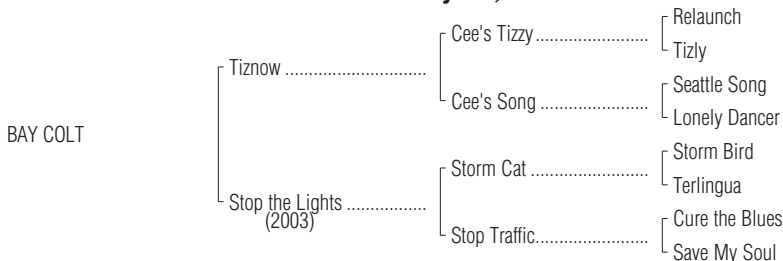 Relaunch
Cee's Tizzy..........................
Tizly
Tiznow ................................
Seattle Song
Cee's Song .........................
Lonely Dancer
BAY COLT
Storm Bird
Storm Cat ...........................
Terlingua
Stop the Lights ..................
(2003)
Cure the Blues
Stop Traffic..........................
Save My Soul